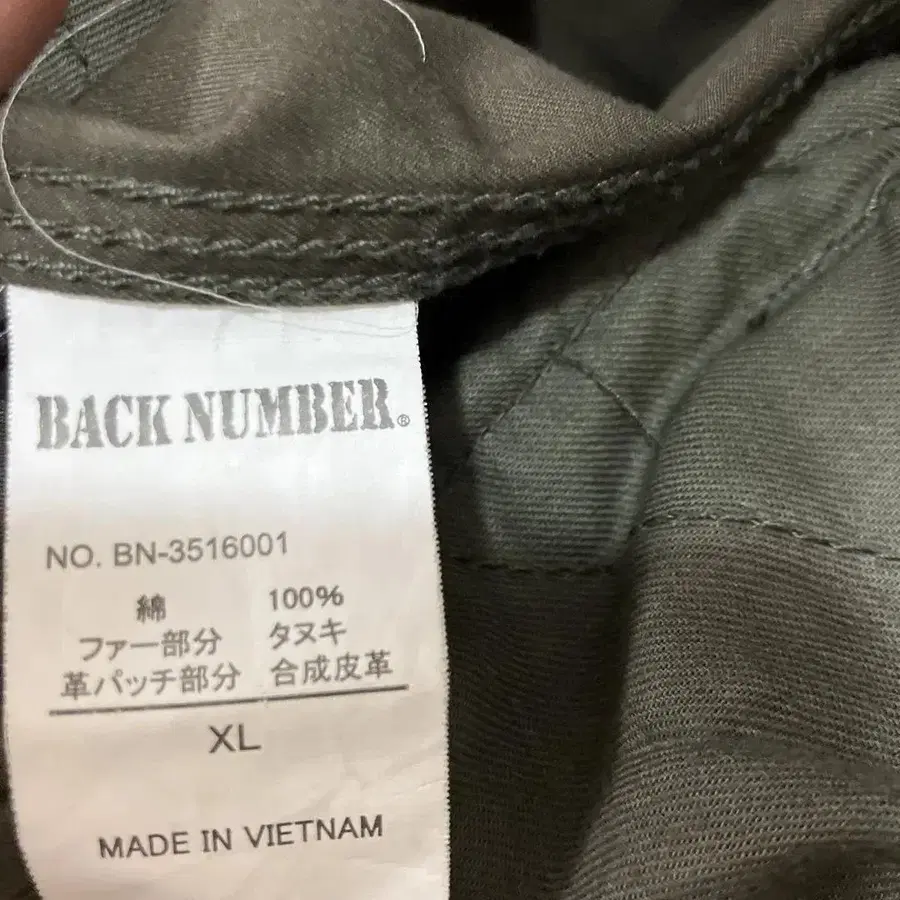 BACK NUMBER®
NO. BN-3516001
綿 100%
ファー部分 タヌキ
革パッチ部分 合成皮革
XL
MADE IN VIETNAM